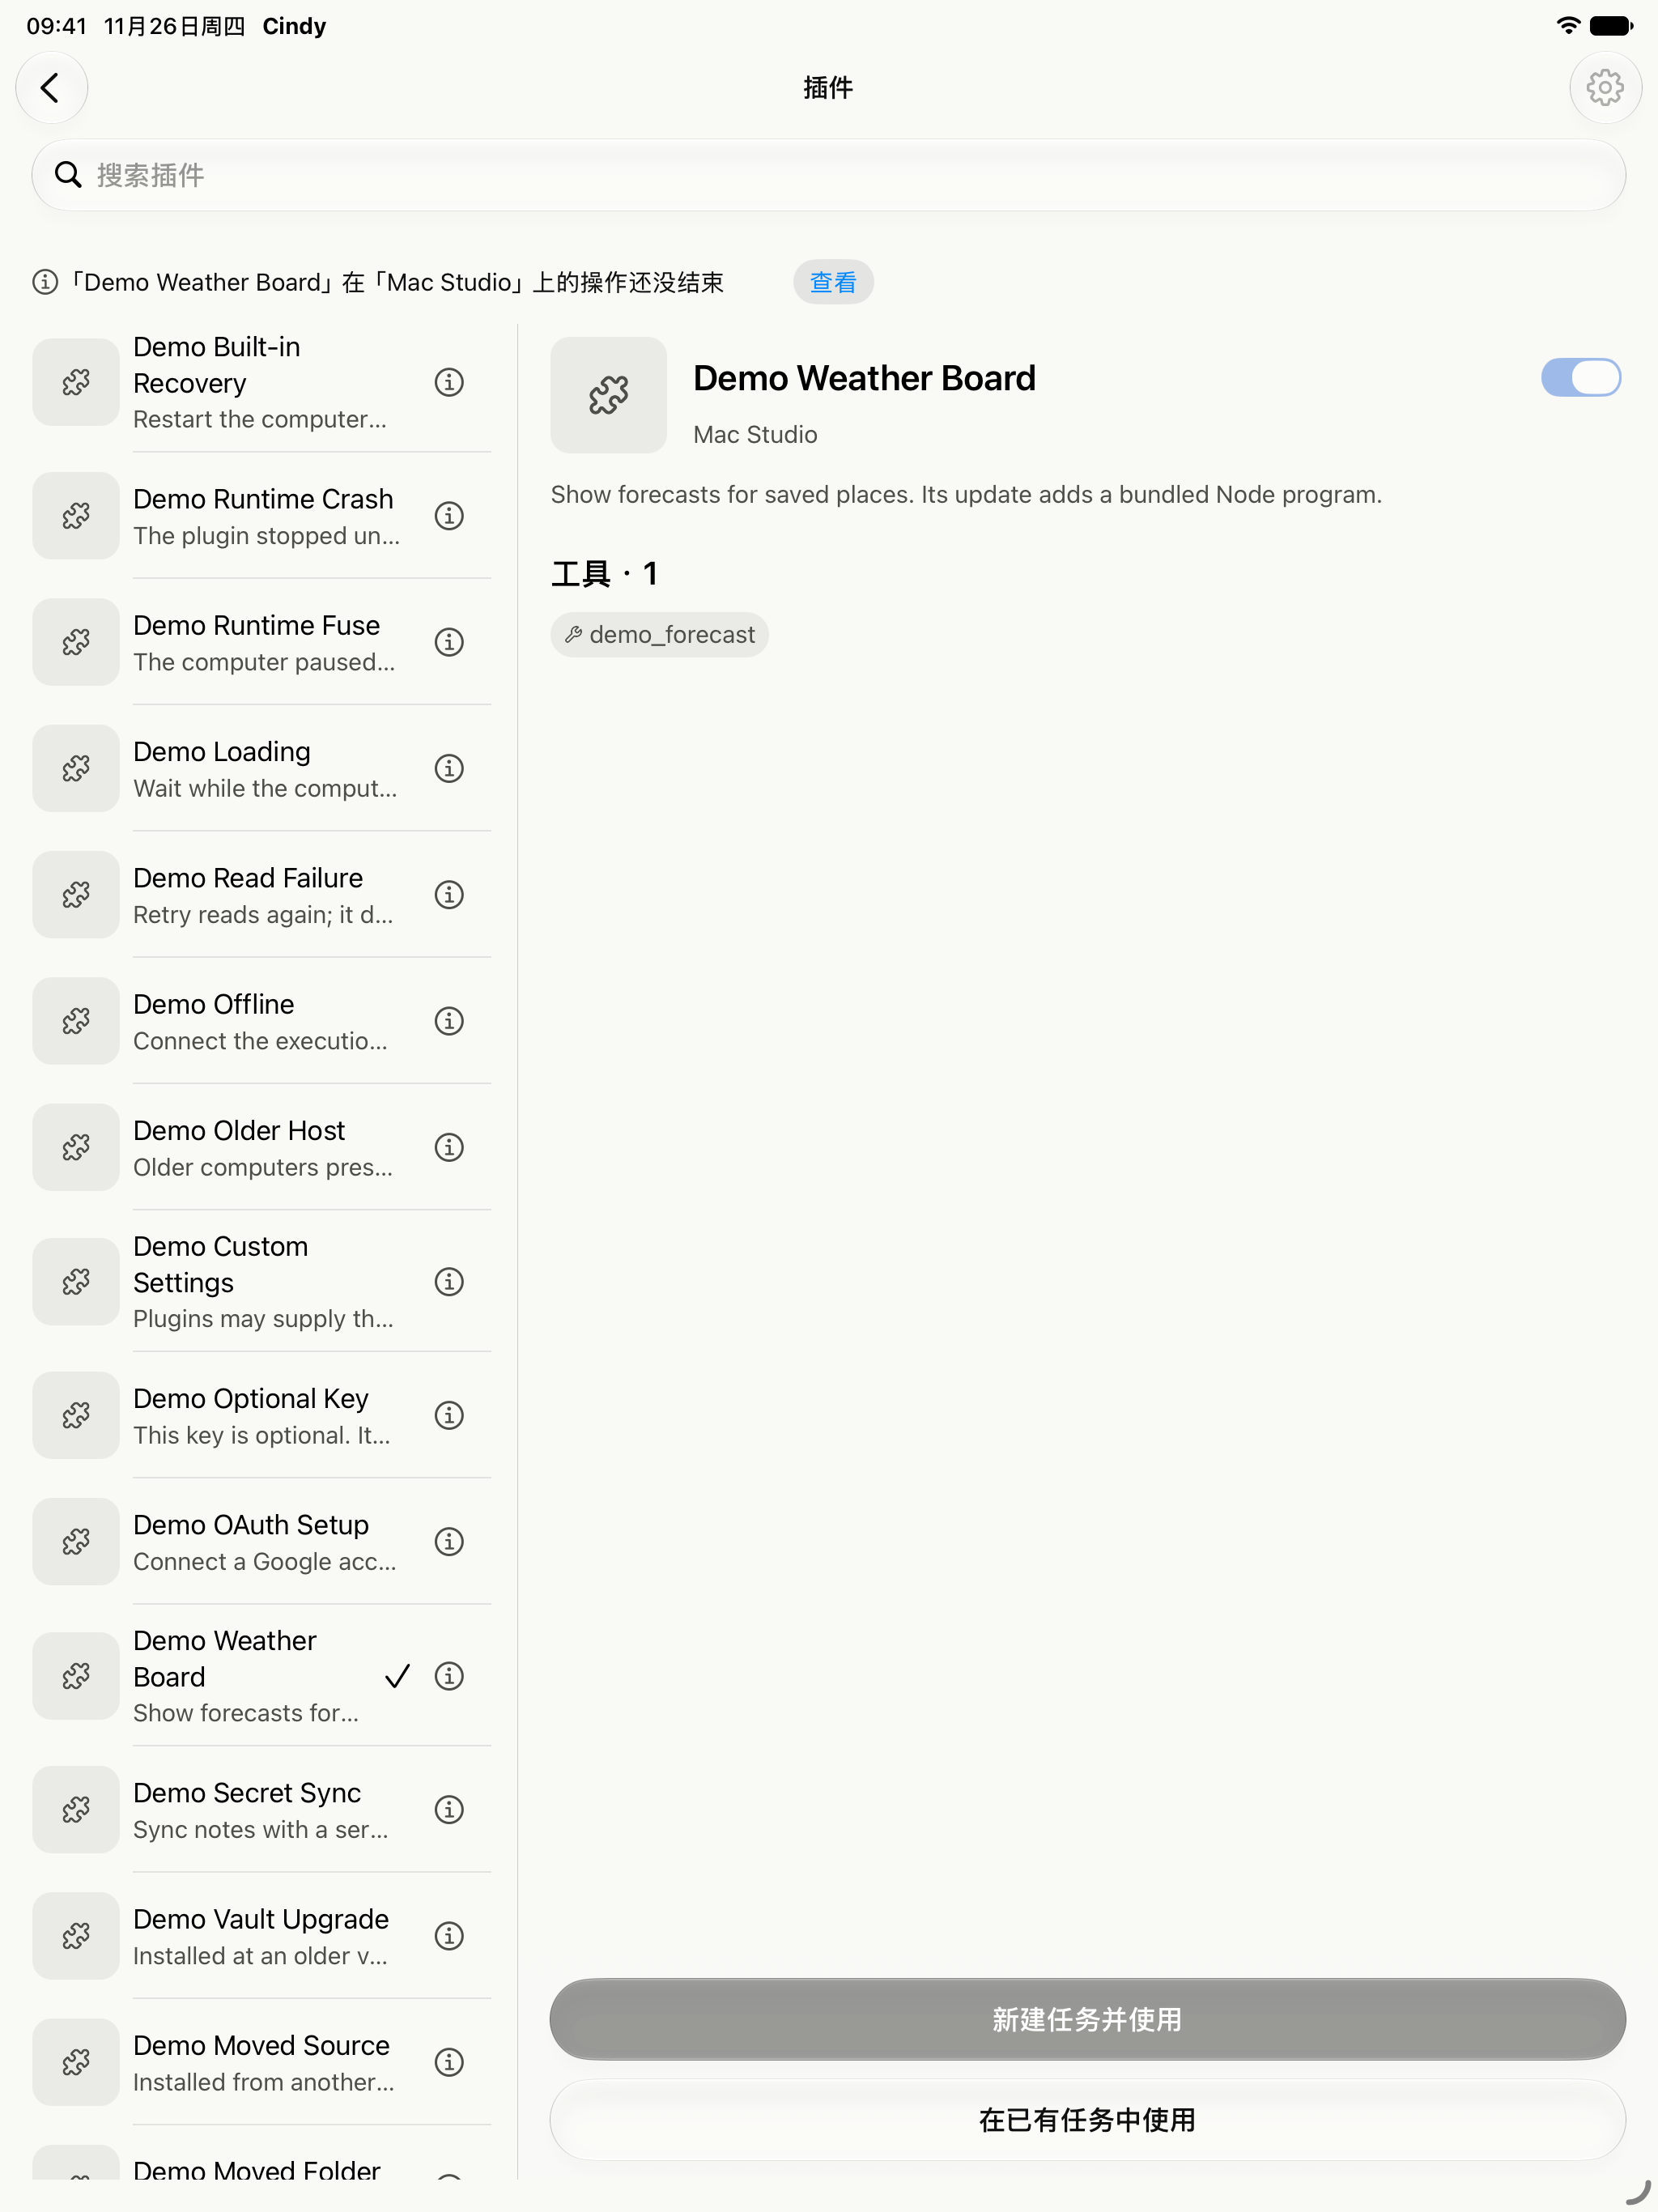 09:41 11月26日周四 Cindy
插件
搜索插件
「Demo Weather Board」在「Mac Studio」上的操作还没结束
查看
Demo Built-in
Recovery
Restart the computer...
Demo Runtime Crash
The plugin stopped un...
Demo Runtime Fuse
The computer paused...
Demo Loading
Wait while the comput...
Demo Read Failure
Retry reads again; it d...
Demo Offline
Connect the executio...
Demo Older Host
Older computers pres...
Demo Custom
Settings
Plugins may supply th...
Demo Optional Key
This key is optional. It...
Demo OAuth Setup
Connect a Google acc...
Demo Weather
Board
Show forecasts for...
Demo Secret Sync
Sync notes with a ser...
Demo Vault Upgrade
Installed at an older v...
Demo Moved Source
Installed from another...
Demo Moved Folder
Demo Weather Board
Mac Studio
Show forecasts for saved places. Its update adds a bundled Node program.
工具 · 1
demo_forecast
新建任务并使用
在已有任务中使用